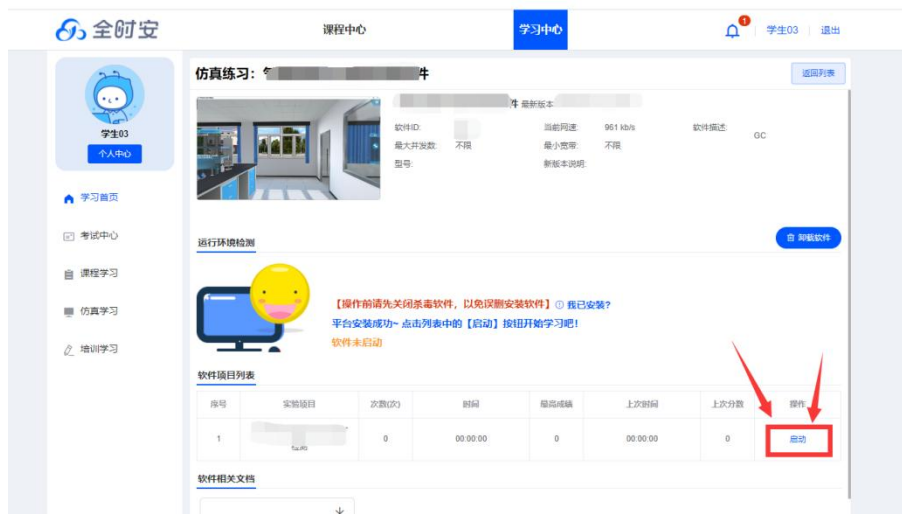 全时安
课程中心
学习中心
1
学生03
退出
学生03
个人中心
学习首页
考试中心
课程学习
仿真学习
培训学习
仿真练习：
件
返回列表
件 最新版本
软件ID:
当前网速: 961 kb/s
软件描述: GC
最大并发数: 不限
最小宽带: 不限
型号:
新版本说明:
运行环境检测
卸载软件
【操作前请先关闭杀毒软件，以免误删安装软件】 我已安装?
平台安装成功~ 点击列表中的【启动】按钮开始学习吧!
软件未启动
软件项目列表
序号 实验项目 次数(次) 时间 最高成绩 上次时间 上次分数 操作
1 0 00:00:00 0 00:00:00 0 启动
软件相关文档